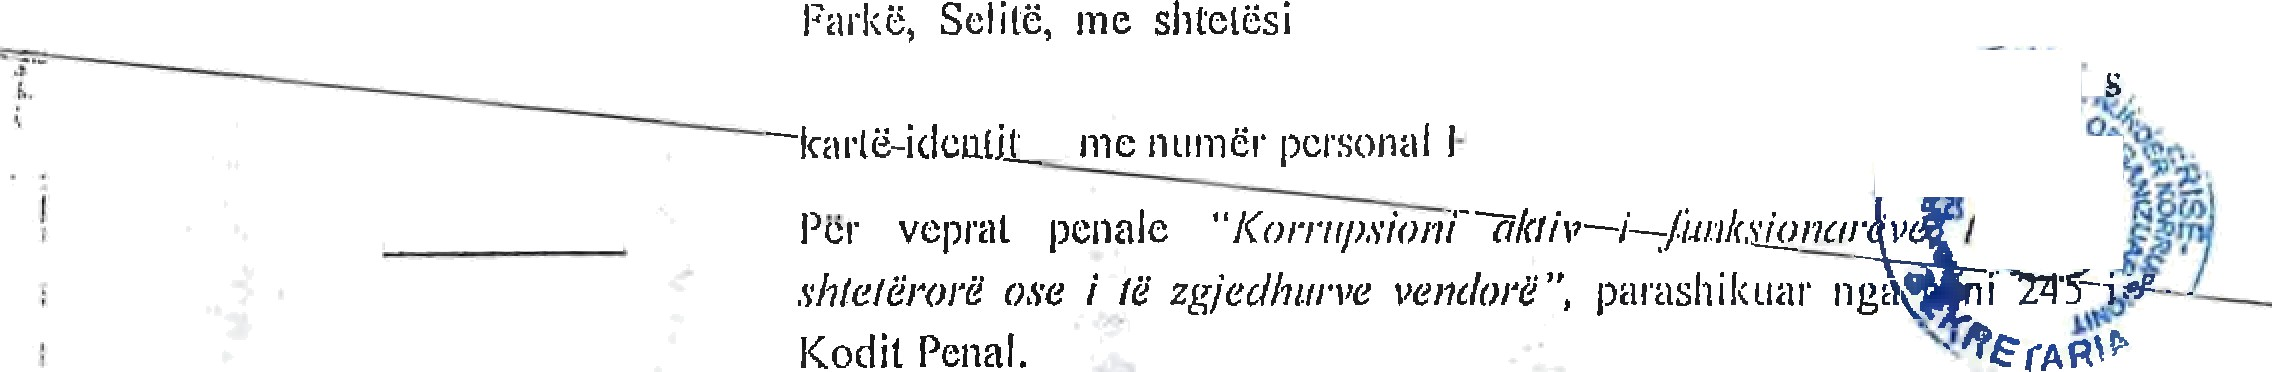 Farkë, Selitë, me shtetësi
s
kartë identit me numër personal
Për veprat penale “Korrupsioni aktiv i funksionarëve
shtetërorë ose i të zgjedhurve vendorë”, parashikuar nga ni 245 i
Kodit Penal.